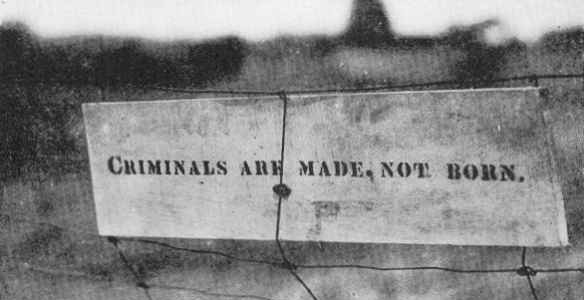 CRIMINALS ARE MADE, NOT BORN.